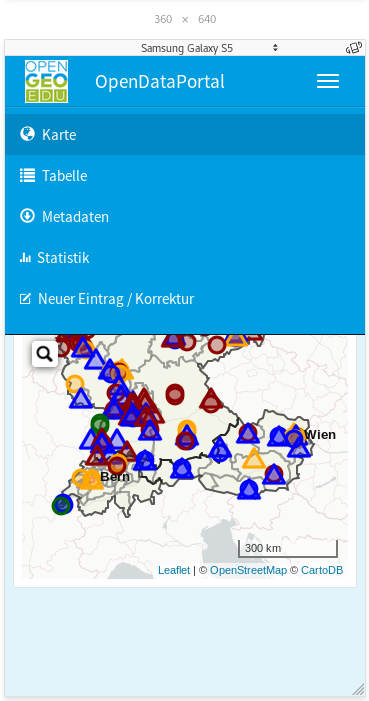 360 × 640
Samsung Galaxy S5
OPEN
GEO
EDU
OpenDataPortal
Karte
Tabelle
Metadaten
Statistik
Neuer Eintrag / Korrektur
Wien
Bern
300 km
Leaflet | © OpenStreetMap © CartoDB